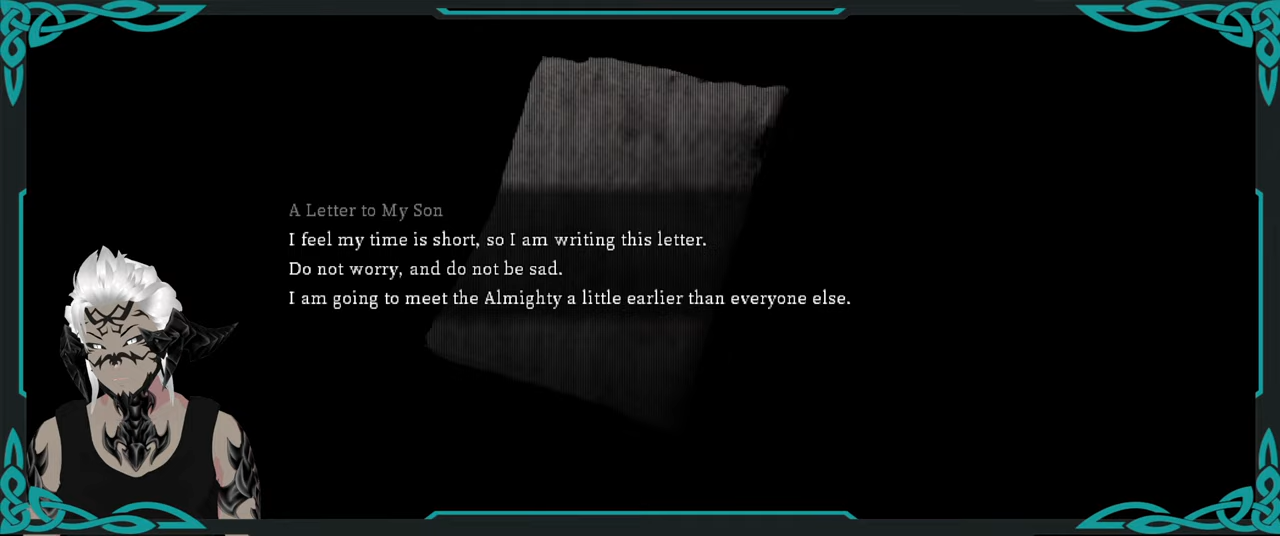 A Letter to My Son
I feel my time is short, so I am writing this letter.
Do not worry, and do not be sad.
I am going to meet the Almighty a little earlier than everyone else.